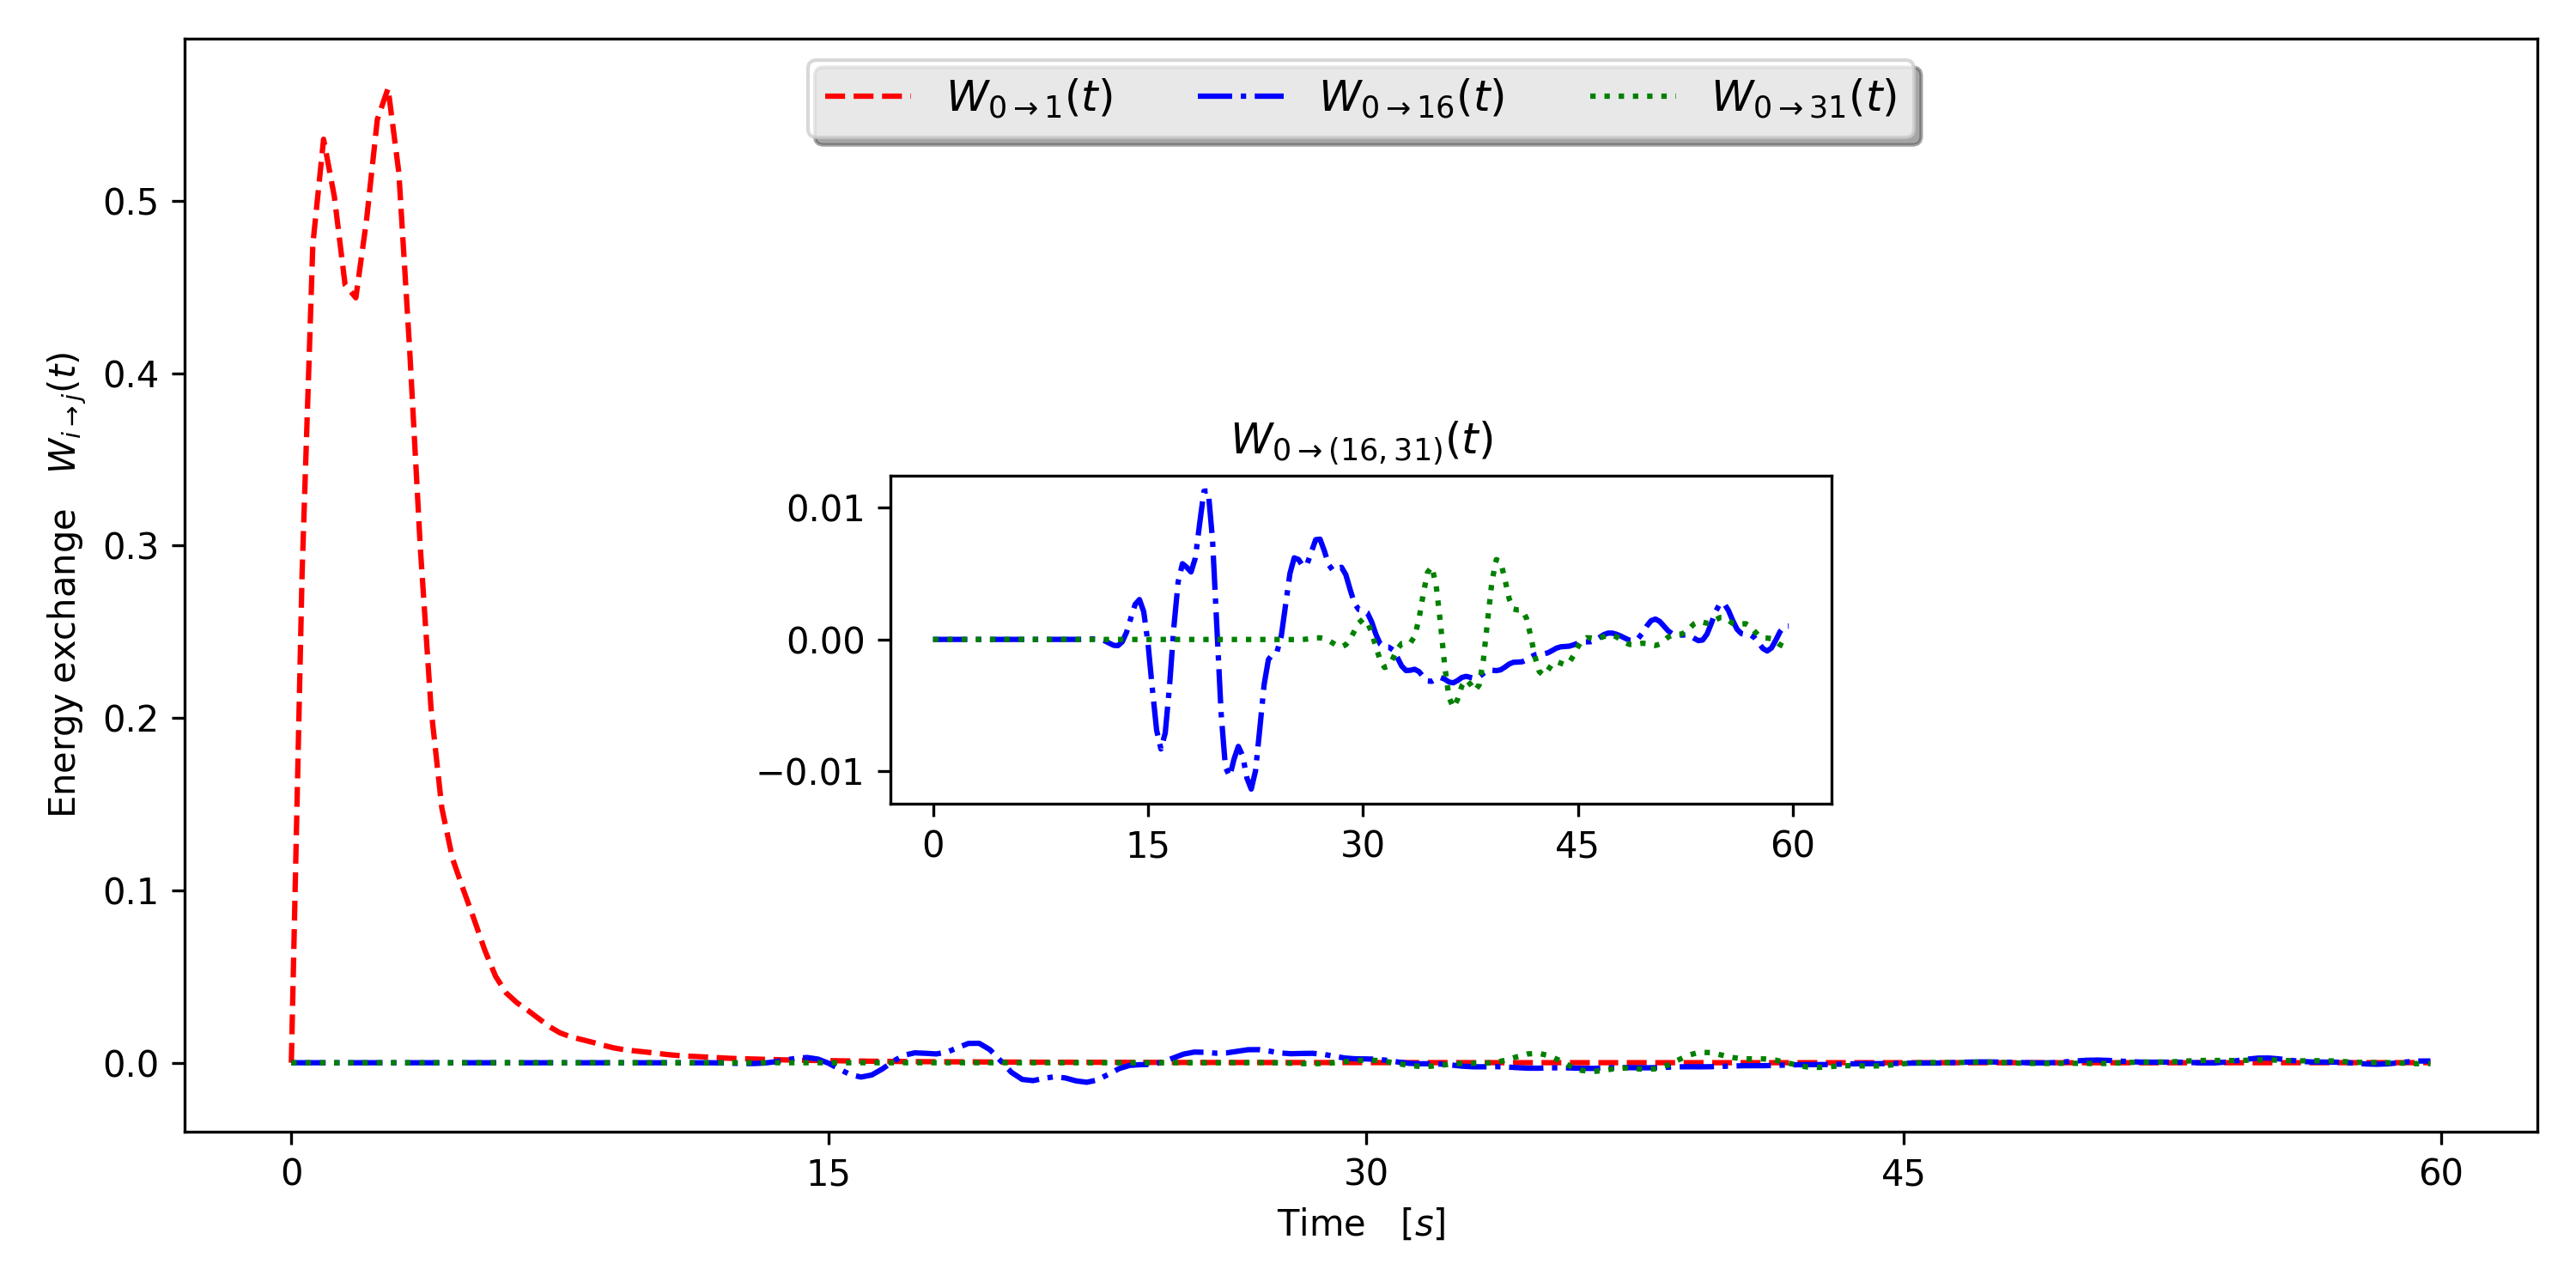 W0→1(t) W0→16(t) W0→31(t)
0.5
0.4
0.3
0.2
0.1
0.0
Energy exchange Wi→j(t)
W0→(16,31)(t)
0.01
0.00
−0.01
0 15 30 45 60
0 15 30 45 60
Time [s]